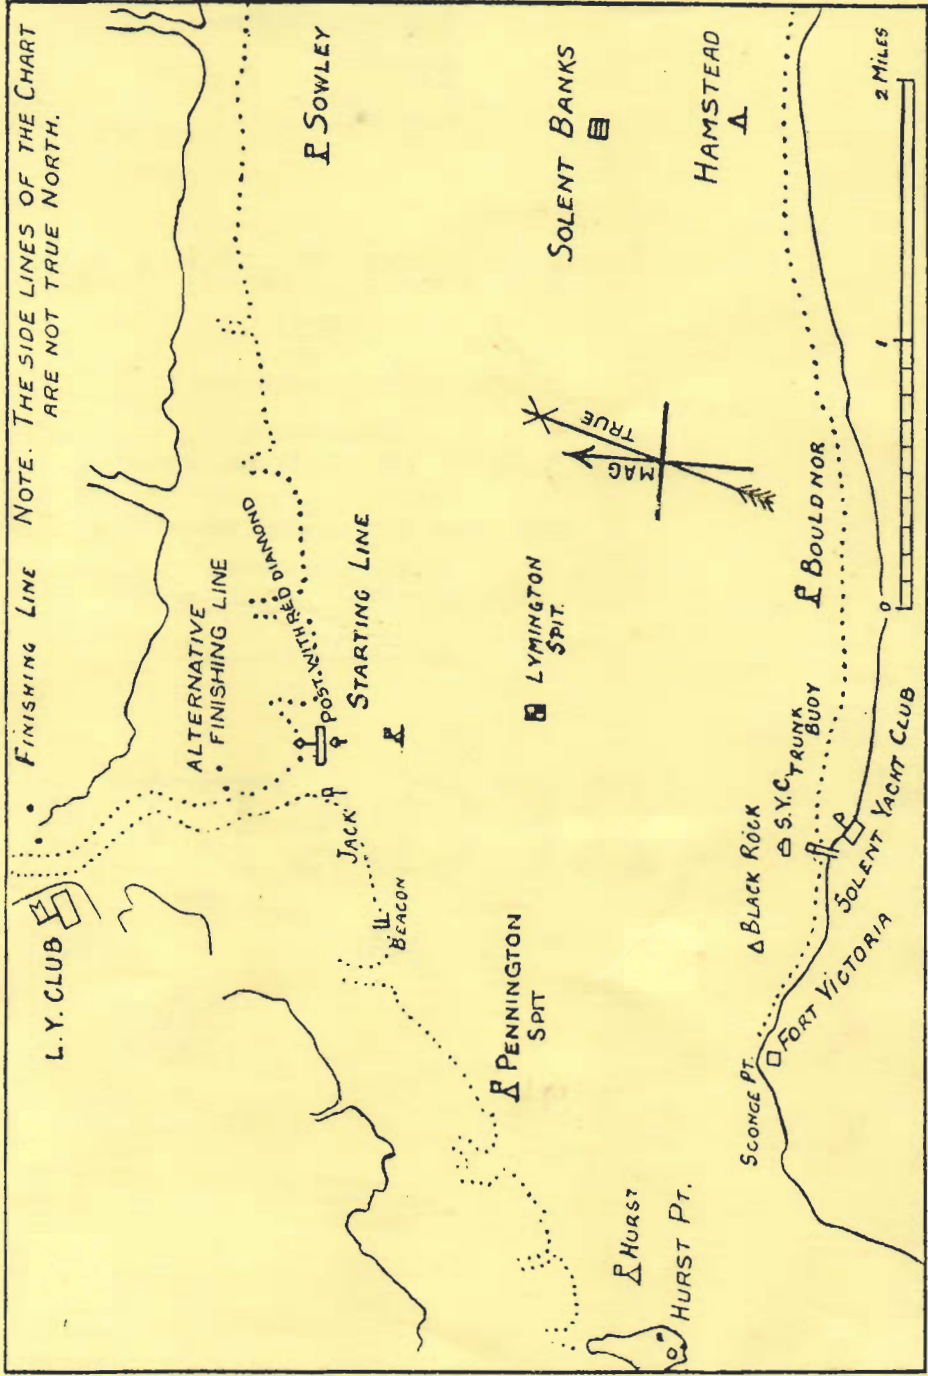 FINISHING LINE
NOTE. THE SIDE LINES OF THE CHART
ARE NOT TRUE NORTH.
L.Y. CLUB
ALTERNATIVE
FINISHING LINE
POST WITH RED DIAMOND
STARTING LINE
JACK
BEACON
SOWLEY
PENNINGTON
SPIT
LYMINGTON
SPIT.
TRUE
MAG
SOLENT BANKS
HURST
HURST PT.
HAMSTEAD
BOULDNOR
BLACK ROCK
S.Y.C. TRUNK
BUOY
SCONCE PT.
FORT VICTORIA
SOLENT YACHT CLUB
0
1
2 MILES